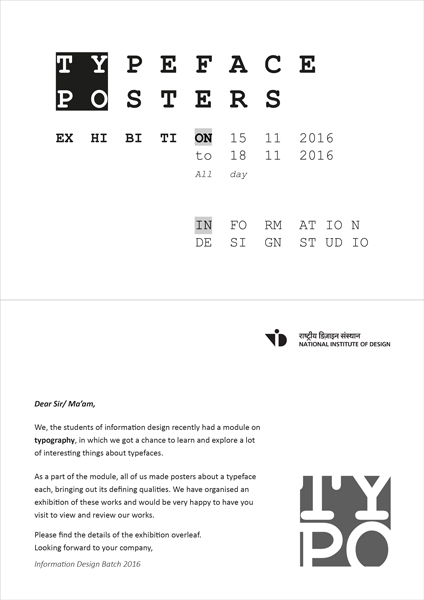 TYPEFACE
POSTERS
EX HI BI TI ON 15 11 2016
to 18 11 2016
All day
IN FO RM AT IO N
DE SI GN ST UD IO
राष्ट्रीय डिज़ाइन संस्थान
NATIONAL INSTITUTE OF DESIGN
Dear Sir/ Ma'am,
We, the students of information design recently had a module on
typography, in which we got a chance to learn and explore a lot
of interesting things about typefaces.
As a part of the module, all of us made posters about a typeface
each, bringing out its defining qualities. We have organised an
exhibition of these works and would be very happy to have you
visit to view and review our works.
Please find the details of the exhibition overleaf.
Looking forward to your company,
Information Design Batch 2016
TY
PO